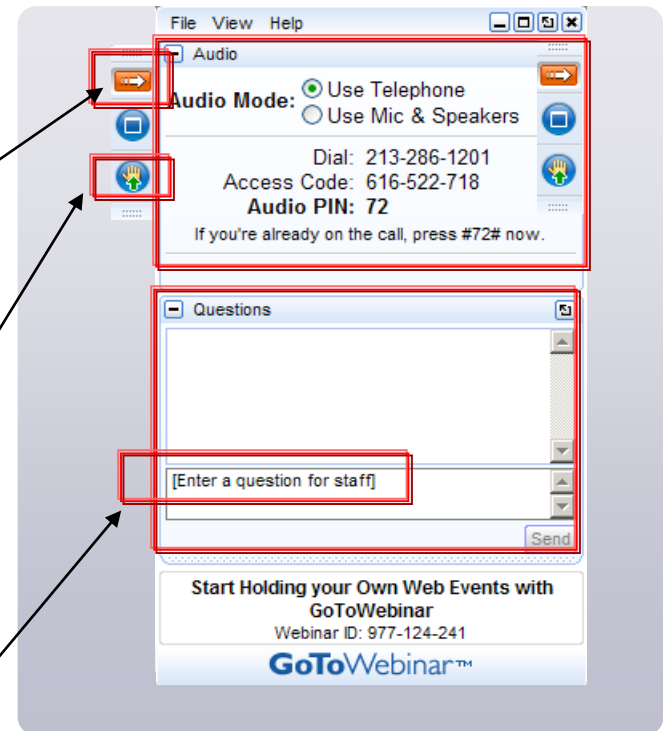 File View Help
Audio
Audio Mode: Use Telephone
Use Mic & Speakers
Dial: 213-286-1201
Access Code: 616-522-718
Audio PIN: 72
If you're already on the call, press #72# now.
Questions
[Enter a question for staff]
Send
Start Holding your Own Web Events with
GoToWebinar
Webinar ID: 977-124-241
GoToWebinar™